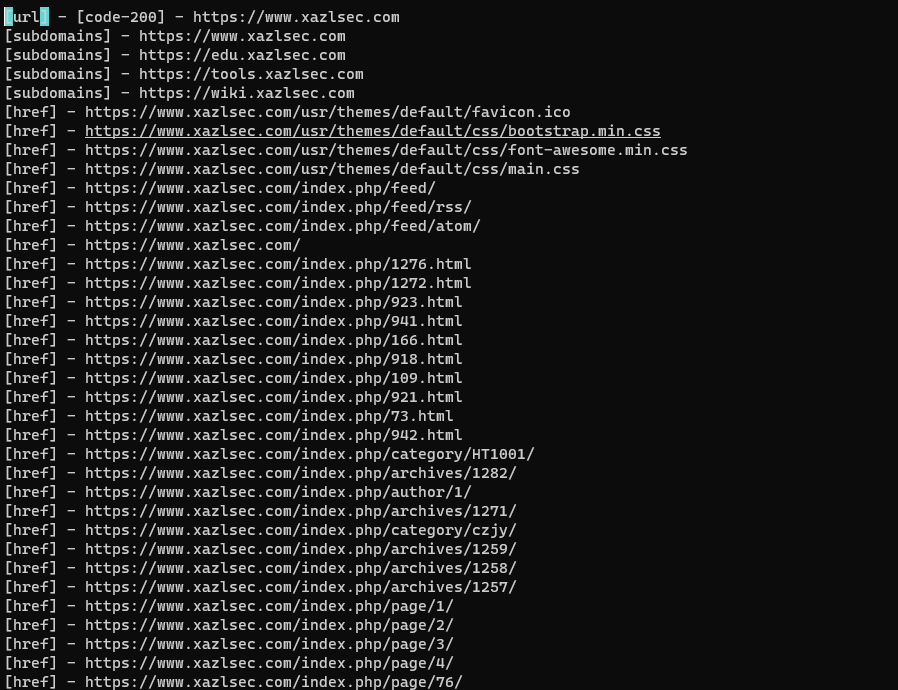 [url] - [code-200] - https://www.xazlsec.com
[subdomains] - https://www.xazlsec.com
[subdomains] - https://edu.xazlsec.com
[subdomains] - https://tools.xazlsec.com
[subdomains] - https://wiki.xazlsec.com
[href] - https://www.xazlsec.com/usr/themes/default/favicon.ico
[href] - https://www.xazlsec.com/usr/themes/default/css/bootstrap.min.css
[href] - https://www.xazlsec.com/usr/themes/default/css/font-awesome.min.css
[href] - https://www.xazlsec.com/usr/themes/default/css/main.css
[href] - https://www.xazlsec.com/index.php/feed/
[href] - https://www.xazlsec.com/index.php/feed/rss/
[href] - https://www.xazlsec.com/index.php/feed/atom/
[href] - https://www.xazlsec.com/
[href] - https://www.xazlsec.com/index.php/1276.html
[href] - https://www.xazlsec.com/index.php/1272.html
[href] - https://www.xazlsec.com/index.php/923.html
[href] - https://www.xazlsec.com/index.php/941.html
[href] - https://www.xazlsec.com/index.php/166.html
[href] - https://www.xazlsec.com/index.php/918.html
[href] - https://www.xazlsec.com/index.php/109.html
[href] - https://www.xazlsec.com/index.php/921.html
[href] - https://www.xazlsec.com/index.php/73.html
[href] - https://www.xazlsec.com/index.php/942.html
[href] - https://www.xazlsec.com/index.php/category/HT1001/
[href] - https://www.xazlsec.com/index.php/archives/1282/
[href] - https://www.xazlsec.com/index.php/author/1/
[href] - https://www.xazlsec.com/index.php/archives/1271/
[href] - https://www.xazlsec.com/index.php/category/czjy/
[href] - https://www.xazlsec.com/index.php/archives/1259/
[href] - https://www.xazlsec.com/index.php/archives/1258/
[href] - https://www.xazlsec.com/index.php/archives/1257/
[href] - https://www.xazlsec.com/index.php/page/1/
[href] - https://www.xazlsec.com/index.php/page/2/
[href] - https://www.xazlsec.com/index.php/page/3/
[href] - https://www.xazlsec.com/index.php/page/4/
[href] - https://www.xazlsec.com/index.php/page/76/